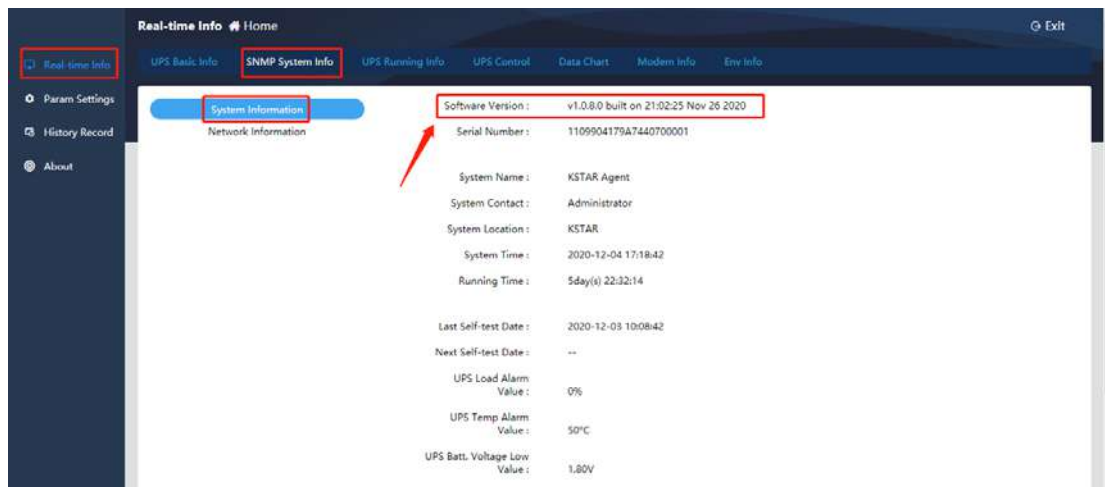 Real-time Info Home
Exit
Real-time Info
Param Settings
History Record
About
UPS Basic Info SNMP System Info UPS Running Info UPS Control Data Chart Modem Info Env Info
System Information
Network Information
Software Version : v1.0.8.0 built on 21:02:25 Nov 26 2020
Serial Number : 1109904179A7440700001
System Name : KSTAR Agent
System Contact : Administrator
System Location : KSTAR
System Time : 2020-12-04 17:18:42
Running Time : 5day(s) 22:32:14
Last Self-test Date : 2020-12-03 10:08:42
Next Self-test Date : --
UPS Load Alarm
Value : 0%
UPS Temp Alarm
Value : 50°C
UPS Batt. Voltage Low
Value : 1.80V